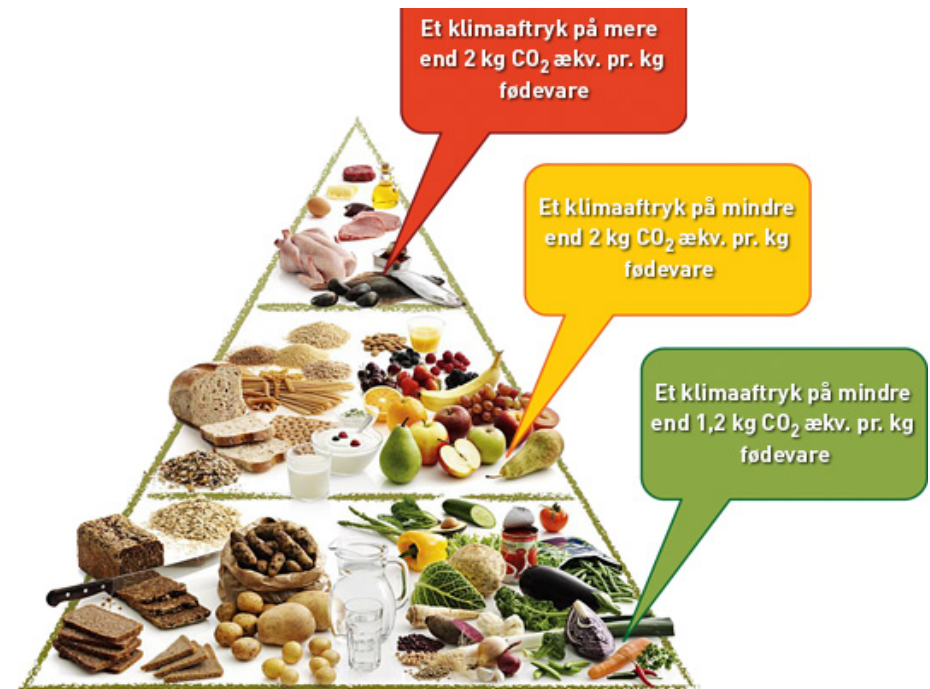 Et klimaaftryk på mere
end 2 kg CO₂ ækv. pr. kg
fødevare
Et klimaaftryk på mindre
end 2 kg CO₂ ækv. pr. kg
fødevare
Et klimaaftryk på mindre
end 1,2 kg CO₂ ækv. pr. kg
fødevare